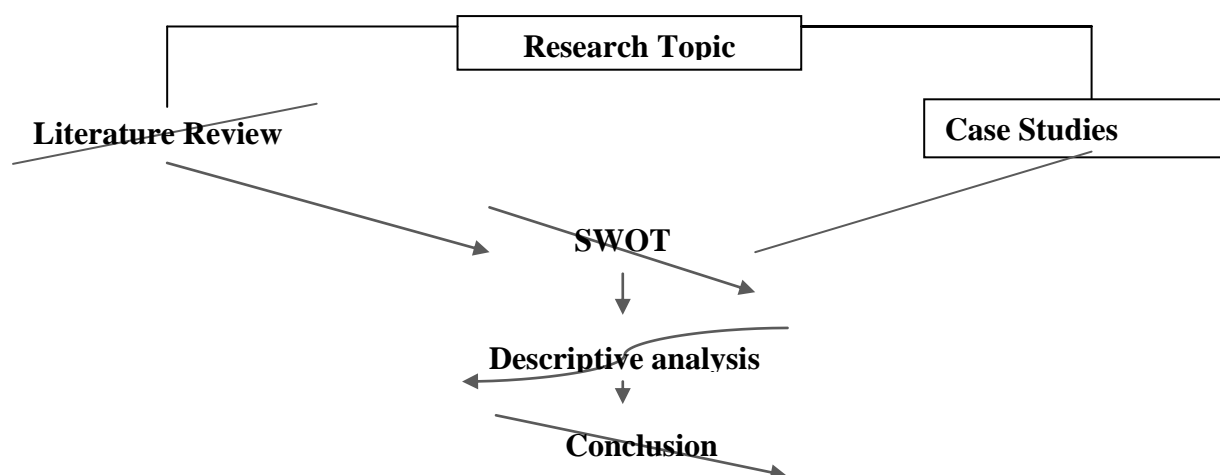 Research Topic
Literature Review
Case Studies
SWOT
Descriptive analysis
Conclusion